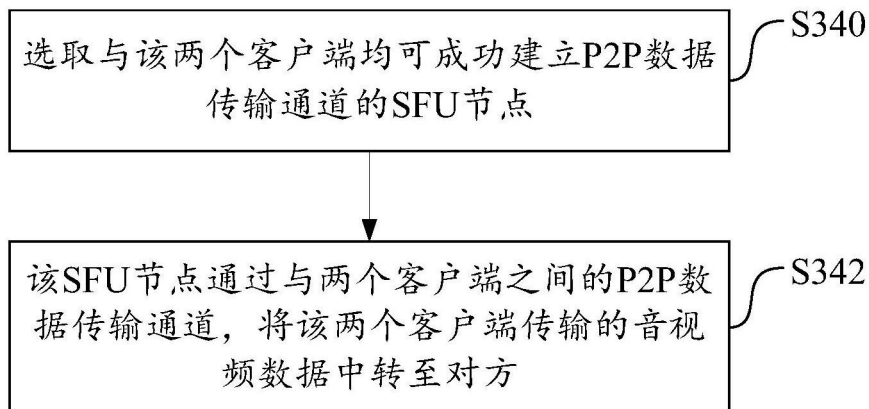 选取与该两个客户端均可成功建立P2P数据
传输通道的SFU节点
S340
该SFU节点通过与两个客户端之间的P2P数
据传输通道，将该两个客户端传输的音视
频数据中转至对方
S342